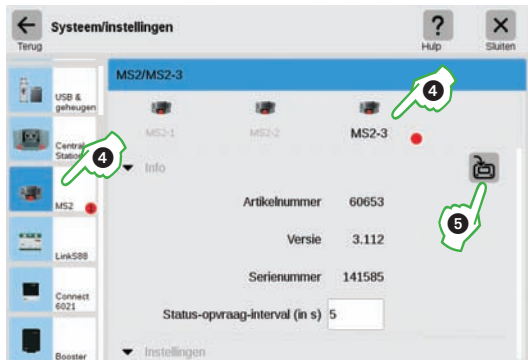 Systeem/instellingen
Terug
?
Hulp
Sluiten
MS2/MS2-3
USB &
geheugen
Central
Station
MS2
LinkS88
Connect
6021
Booster
MS2-1
MS2-2
MS2-3
4
4
Info
Artikelnummer 60653
Versie 3.112
5
Serienummer 141585
Status-opvraag-interval (in s) 5
Instellingen